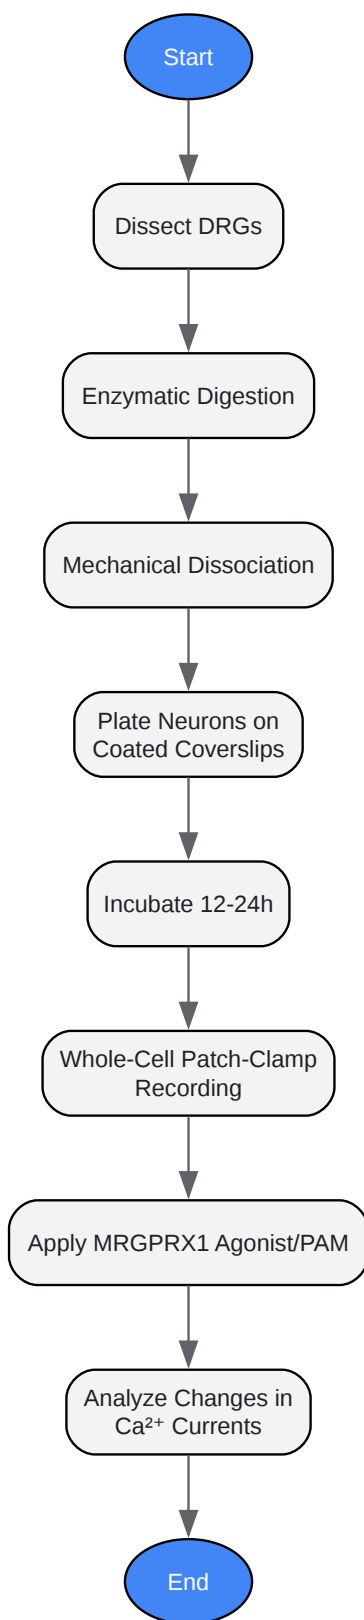 Start
Dissect DRGs
Enzymatic Digestion
Mechanical Dissociation
Plate Neurons on
Coated Coverslips
Incubate 12-24h
Whole-Cell Patch-Clamp
Recording
Apply MRGPRX1 Agonist/PAM
Analyze Changes in
Ca²⁺ Currents
End